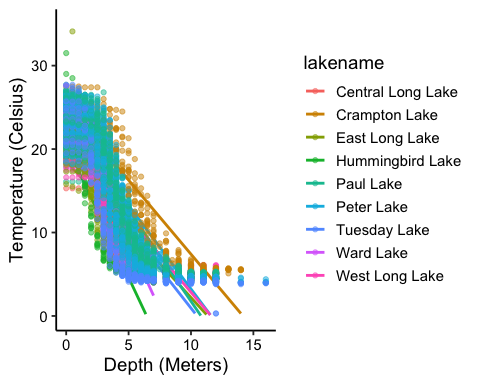 Temperature (Celsius)
30
20
10
0
0
5
10
15
Depth (Meters)
lakename
Central Long Lake
Crampton Lake
East Long Lake
Hummingbird Lake
Paul Lake
Peter Lake
Tuesday Lake
Ward Lake
West Long Lake